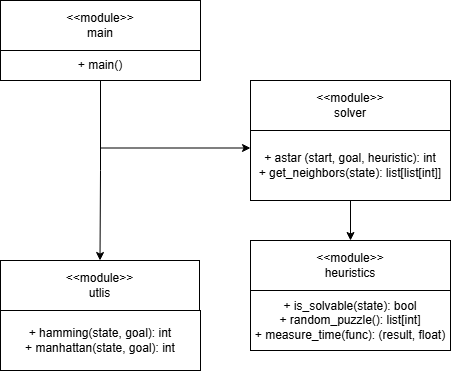 <<module>>
main
+ main()
<<module>>
solver
+ astar (start, goal, heuristic): int
+ get_neighbors(state): list[list[int]]
<<module>>
utlis
+ hamming(state, goal): int
+ manhattan(state, goal): int
<<module>>
heuristics
+ is_solvable(state): bool
+ random_puzzle(): list[int]
+ measure_time(func): (result, float)